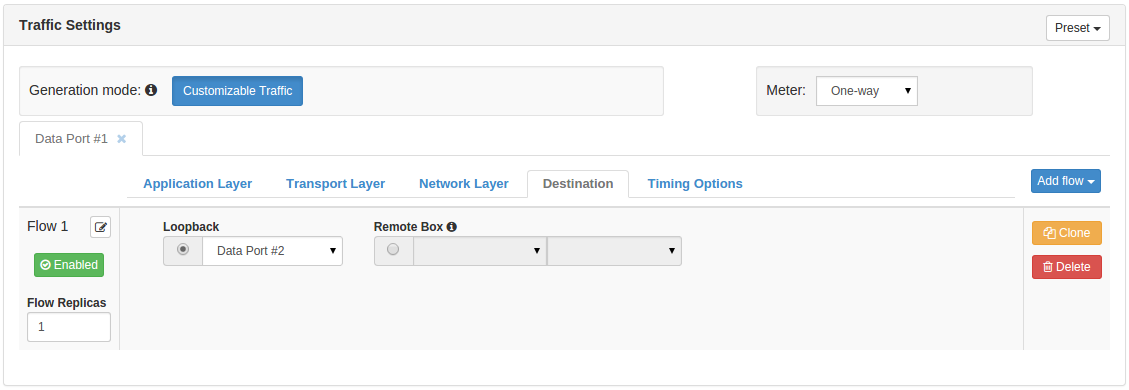 Traffic Settings
Preset
Generation mode:
Customizable Traffic
Meter:
One-way
Data Port #1
Application Layer
Transport Layer
Network Layer
Destination
Timing Options
Add flow
Flow 1
Loopback
Remote Box
Data Port #2
Clone
Enabled
Delete
Flow Replicas
1